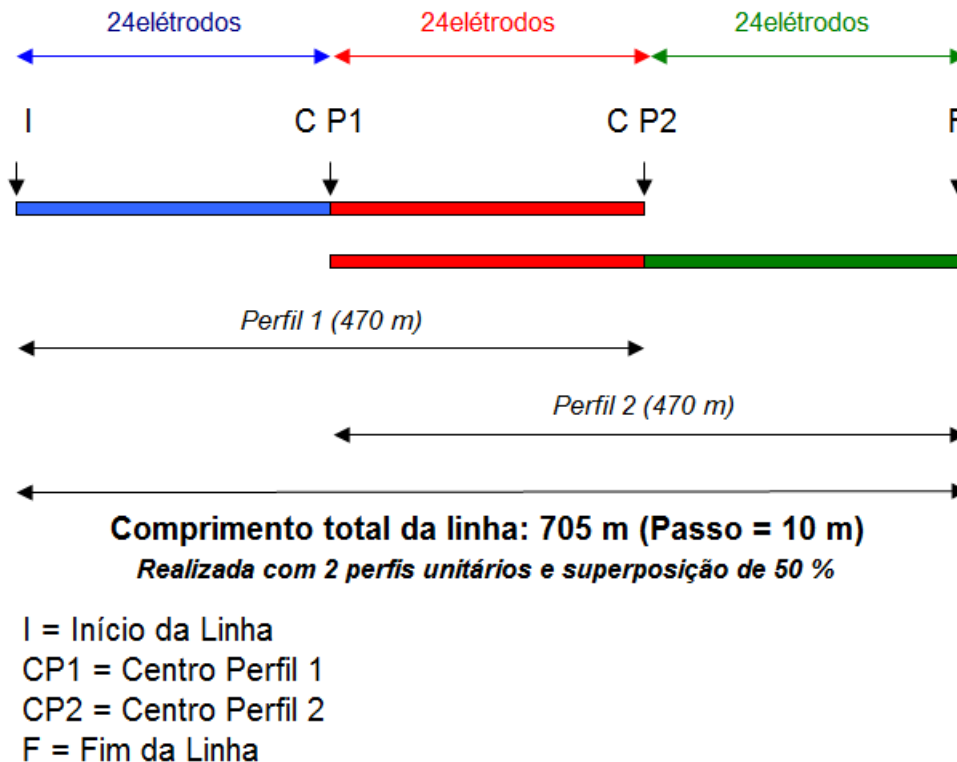 24elétrodos 24elétrodos 24elétrodos
I C P1 C P2 F
Perfil 1 (470 m)
Perfil 2 (470 m)
Comprimento total da linha: 705 m (Passo = 10 m)
Realizada com 2 perfis unitários e superposição de 50 %
I = Início da Linha
CP1 = Centro Perfil 1
CP2 = Centro Perfil 2
F = Fim da Linha